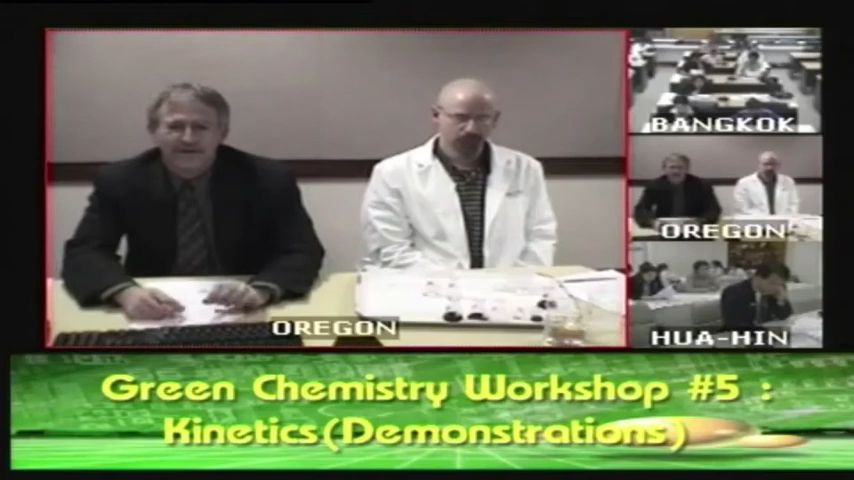 BANGKOK
OREGON
OREGON
HUA-HIN
Green Chemistry Workshop #5 :
Kinetics(Demonstrations)